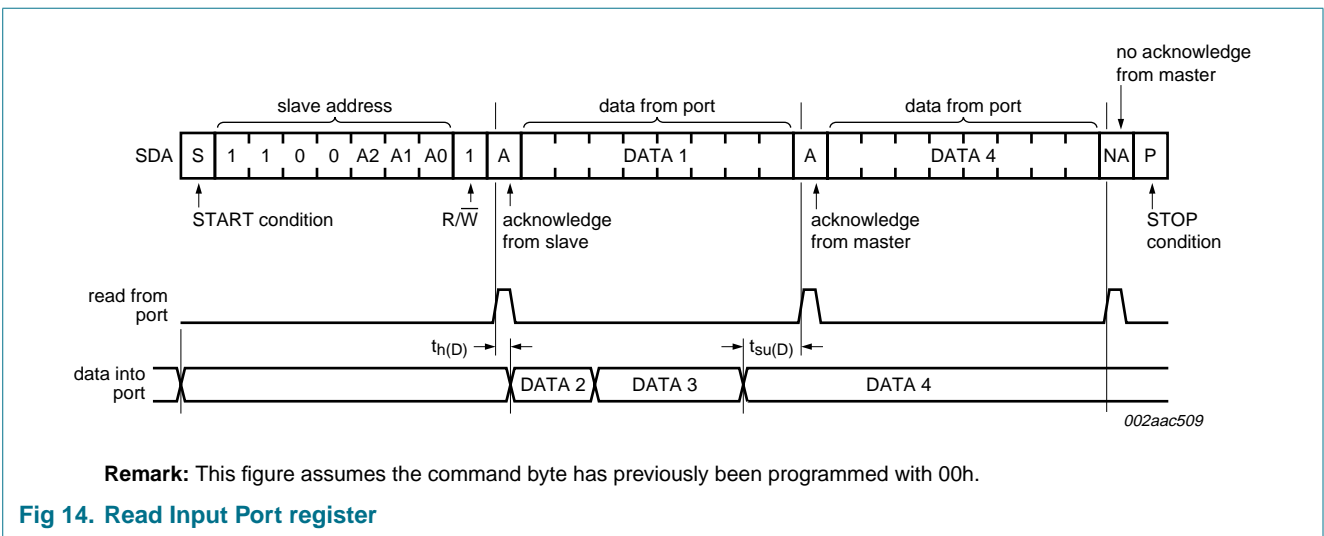 no acknowledge
from master
slave address
data from port
data from port
SDA S 1 1 0 0 A2 A1 A0 1 A DATA 1 A DATA 4 NA P
START condition
R/W̅
acknowledge
from slave
acknowledge
from master
STOP
condition
read from
port
th(D)
tsu(D)
data into
port
DATA 2
DATA 3
DATA 4
002aac509
Remark: This figure assumes the command byte has previously been programmed with 00h.
Fig 14. Read Input Port register